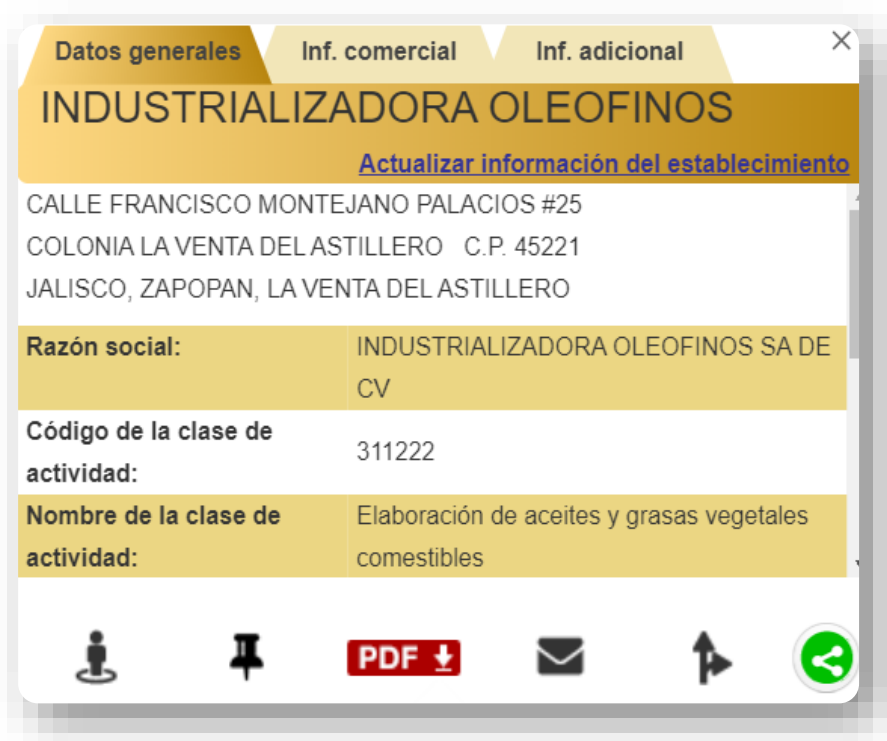 Datos generales Inf. comercial Inf. adicional
INDUSTRIALIZADORA OLEOFINOS
Actualizar información del establecimiento
CALLE FRANCISCO MONTEJANO PALACIOS #25
COLONIA LA VENTA DEL ASTILLERO C.P. 45221
JALISCO, ZAPOPAN, LA VENTA DEL ASTILLERO
Razón social: INDUSTRIALIZADORA OLEOFINOS SA DE
CV
Código de la clase de
actividad: 311222
Nombre de la clase de Elaboración de aceites y grasas vegetales
actividad: comestibles
PDF